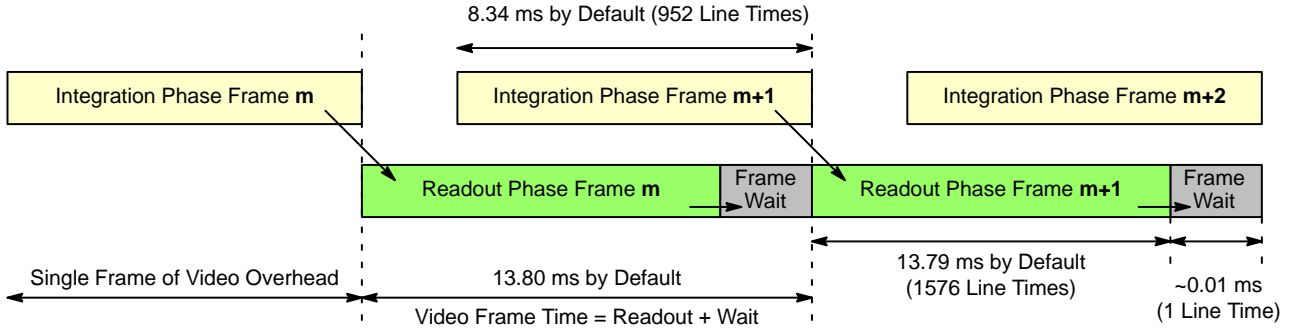 8.34 ms by Default (952 Line Times)
Integration Phase Frame m
Integration Phase Frame m+1
Integration Phase Frame m+2
Readout Phase Frame m
Frame
Wait
Readout Phase Frame m+1
Frame
Wait
Single Frame of Video Overhead
13.80 ms by Default
Video Frame Time = Readout + Wait
13.79 ms by Default
(1576 Line Times)
~0.01 ms
(1 Line Time)